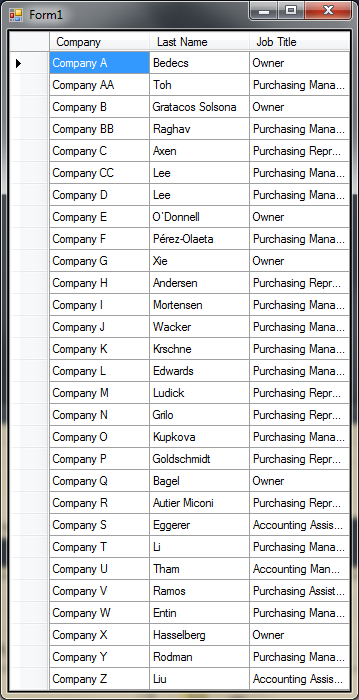 Form1
Company Last Name Job Title
Company A Bedecs Owner
Company AA Toh Purchasing Mana...
Company B Gratacos Solsona Owner
Company BB Raghav Purchasing Mana...
Company C Axen Purchasing Repr...
Company CC Lee Purchasing Mana...
Company D Lee Purchasing Mana...
Company E O'Donnell Owner
Company F Pérez-Olaeta Purchasing Mana...
Company G Xie Owner
Company H Andersen Purchasing Repr...
Company I Mortensen Purchasing Mana...
Company J Wacker Purchasing Mana...
Company K Krschne Purchasing Mana...
Company L Edwards Purchasing Mana...
Company M Ludick Purchasing Repr...
Company N Grilo Purchasing Repr...
Company O Kupkova Purchasing Mana...
Company P Goldschmidt Purchasing Repr...
Company Q Bagel Owner
Company R Autier Miconi Purchasing Repr...
Company S Eggerer Accounting Assis...
Company T Li Purchasing Mana...
Company U Tham Accounting Man...
Company V Ramos Purchasing Assist...
Company W Entin Purchasing Mana...
Company X Hasselberg Owner
Company Y Rodman Purchasing Mana...
Company Z Liu Accounting Assis...